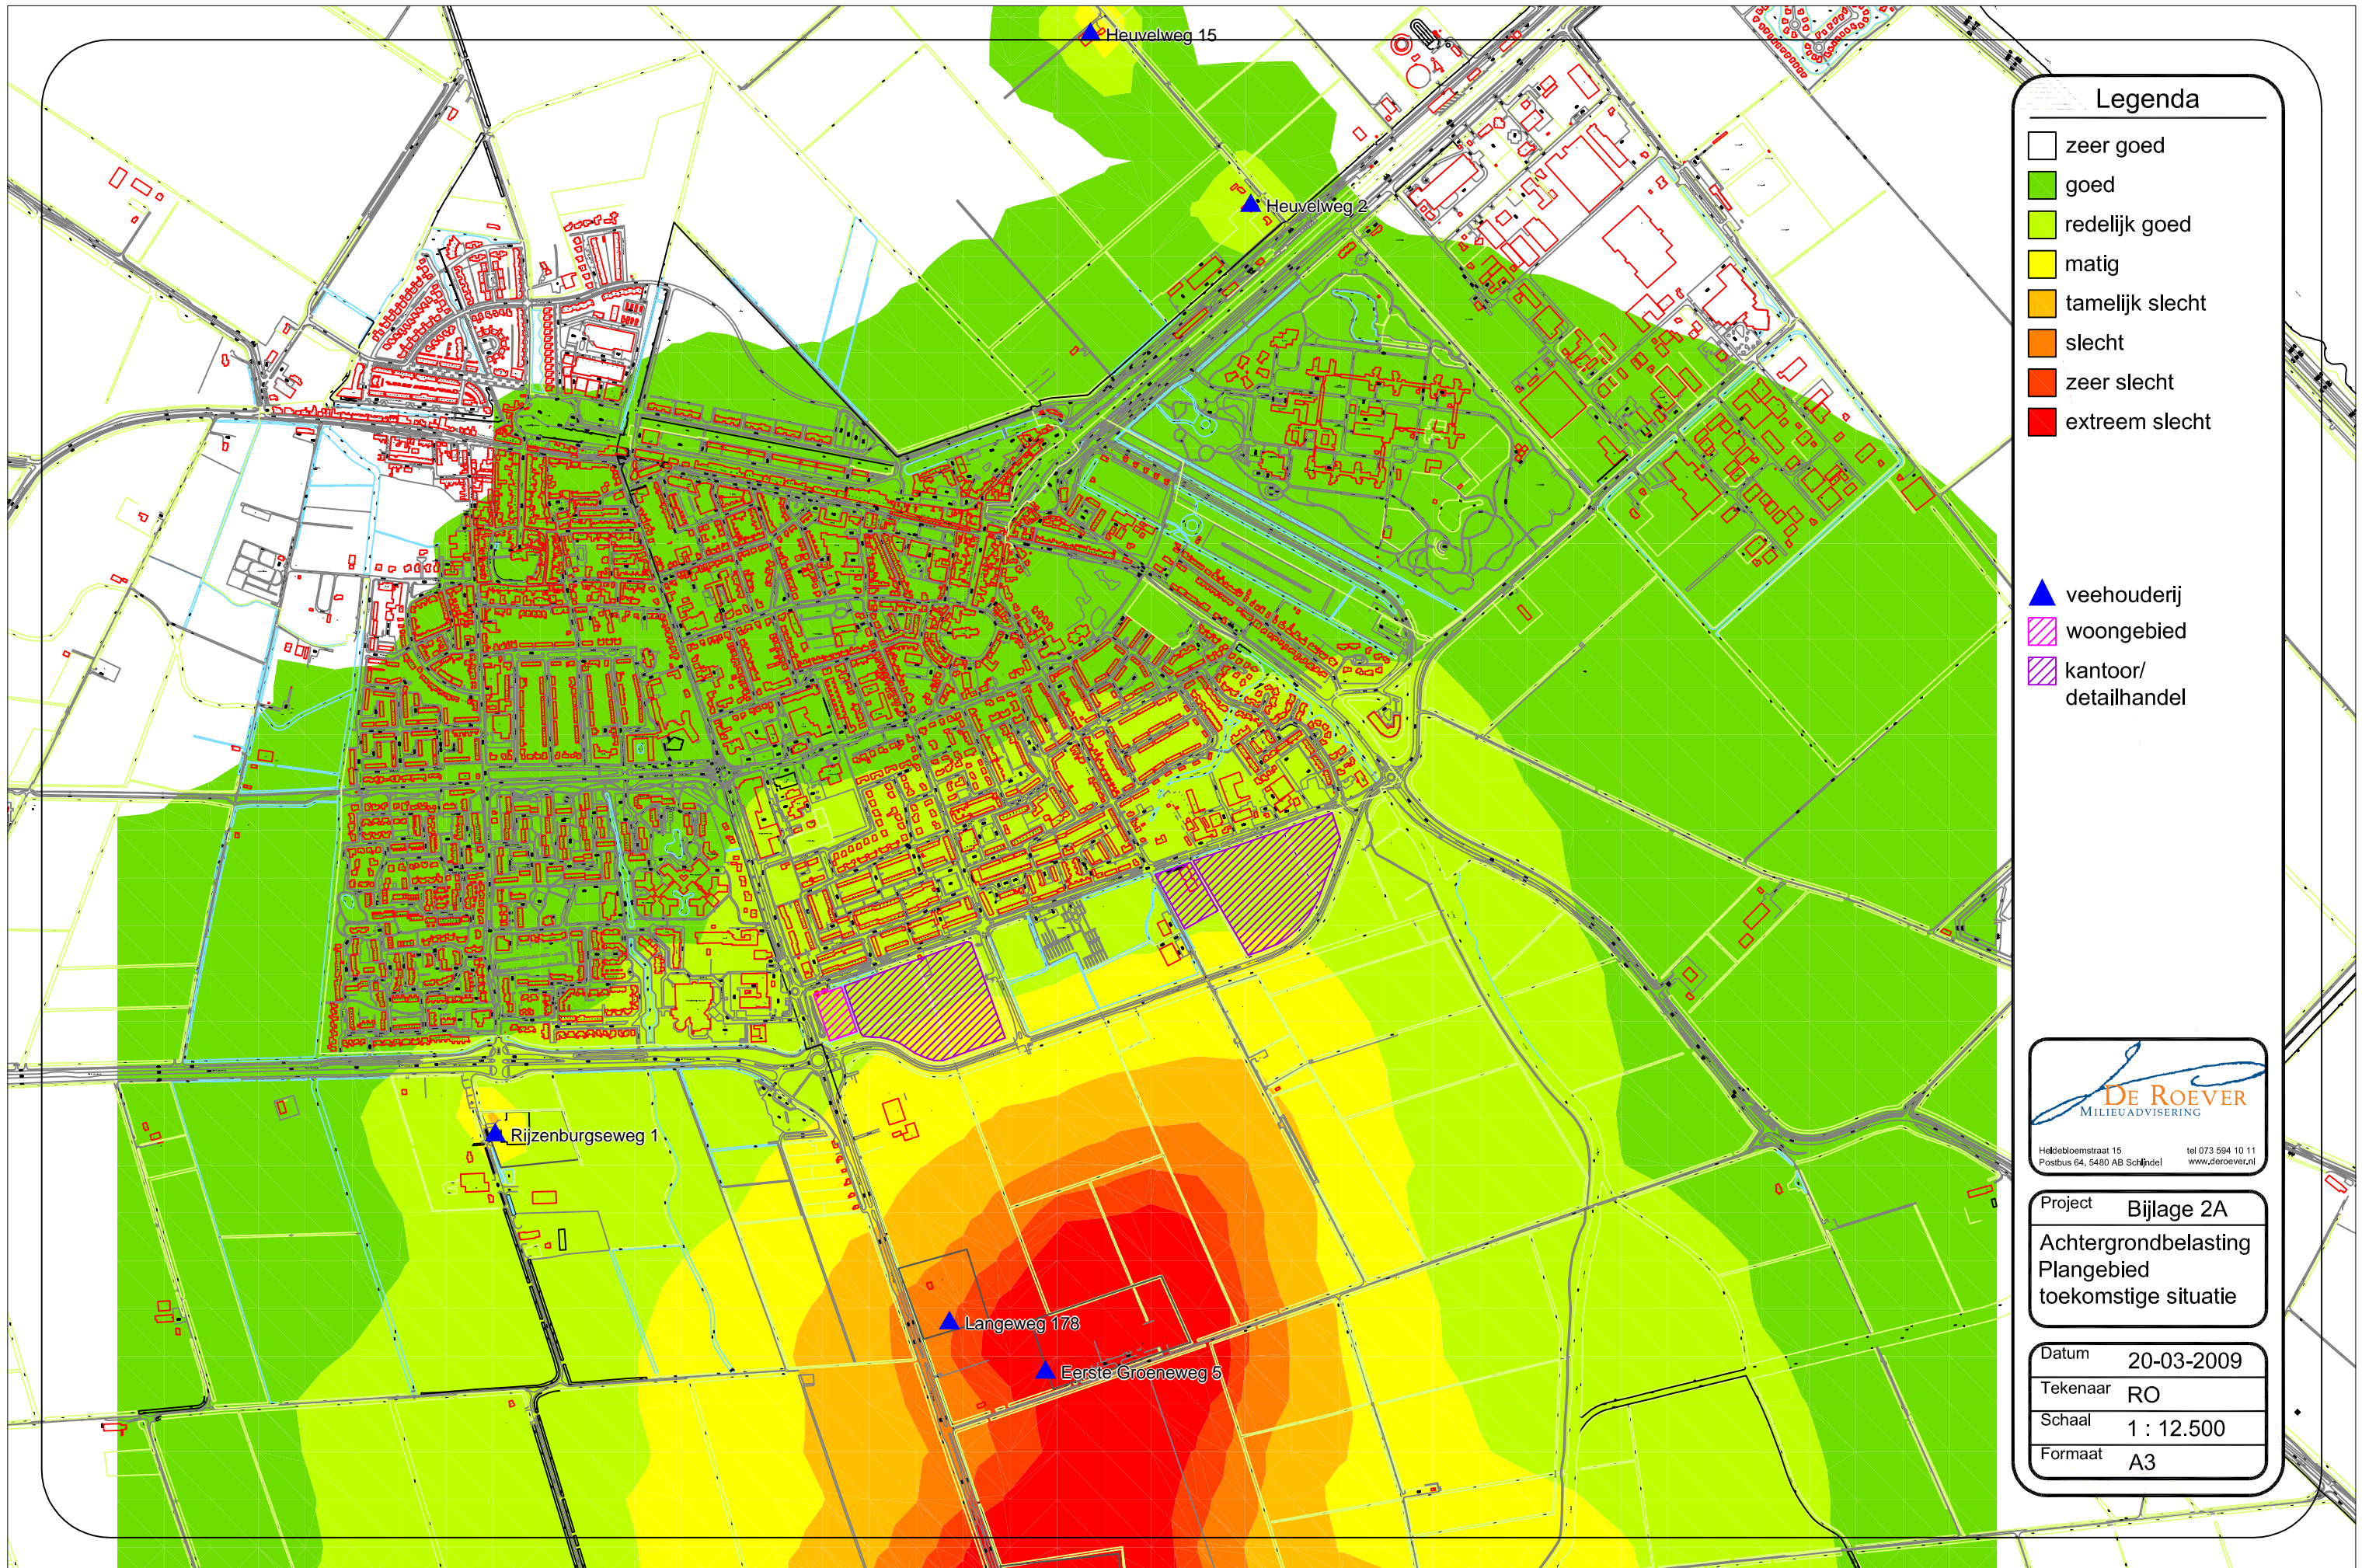 Heuvelweg 15
Heuvelweg 2
Rijzenburgseweg 1
Langeweg 178
Eerste Groeneweg 5
Legenda
zeer goed
goed
redelijk goed
matig
tamelijk slecht
slecht
zeer slecht
extreem slecht
veehouderij
woongebied
kantoor/
detailhandel
DE ROEVER
MILIEUADVISERING
Heldebloemstraat 15 tel 073 594 10 11
Postbus 64, 5480 AB Schijndel www.deroever.nl
Project Bijlage 2A
Achtergrondbelasting
Plangebied
toekomstige situatie
Datum 20-03-2009
Tekenaar RO
Schaal 1 : 12.500
Formaat A3